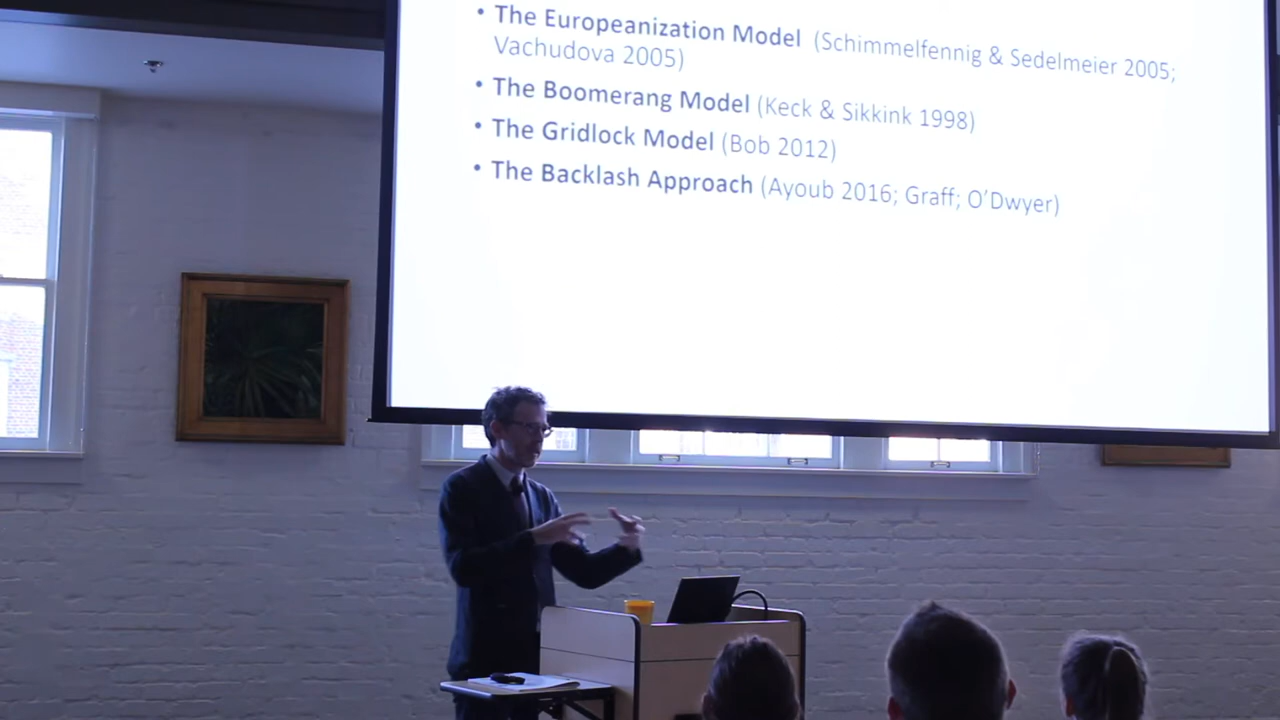 • The Europeanization Model (Schimmelfennig & Sedelmeier 2005;
Vachudova 2005)
• The Boomerang Model (Keck & Sikkink 1998)
• The Gridlock Model (Bob 2012)
• The Backlash Approach (Ayoub 2016; Graff; O’Dwyer)